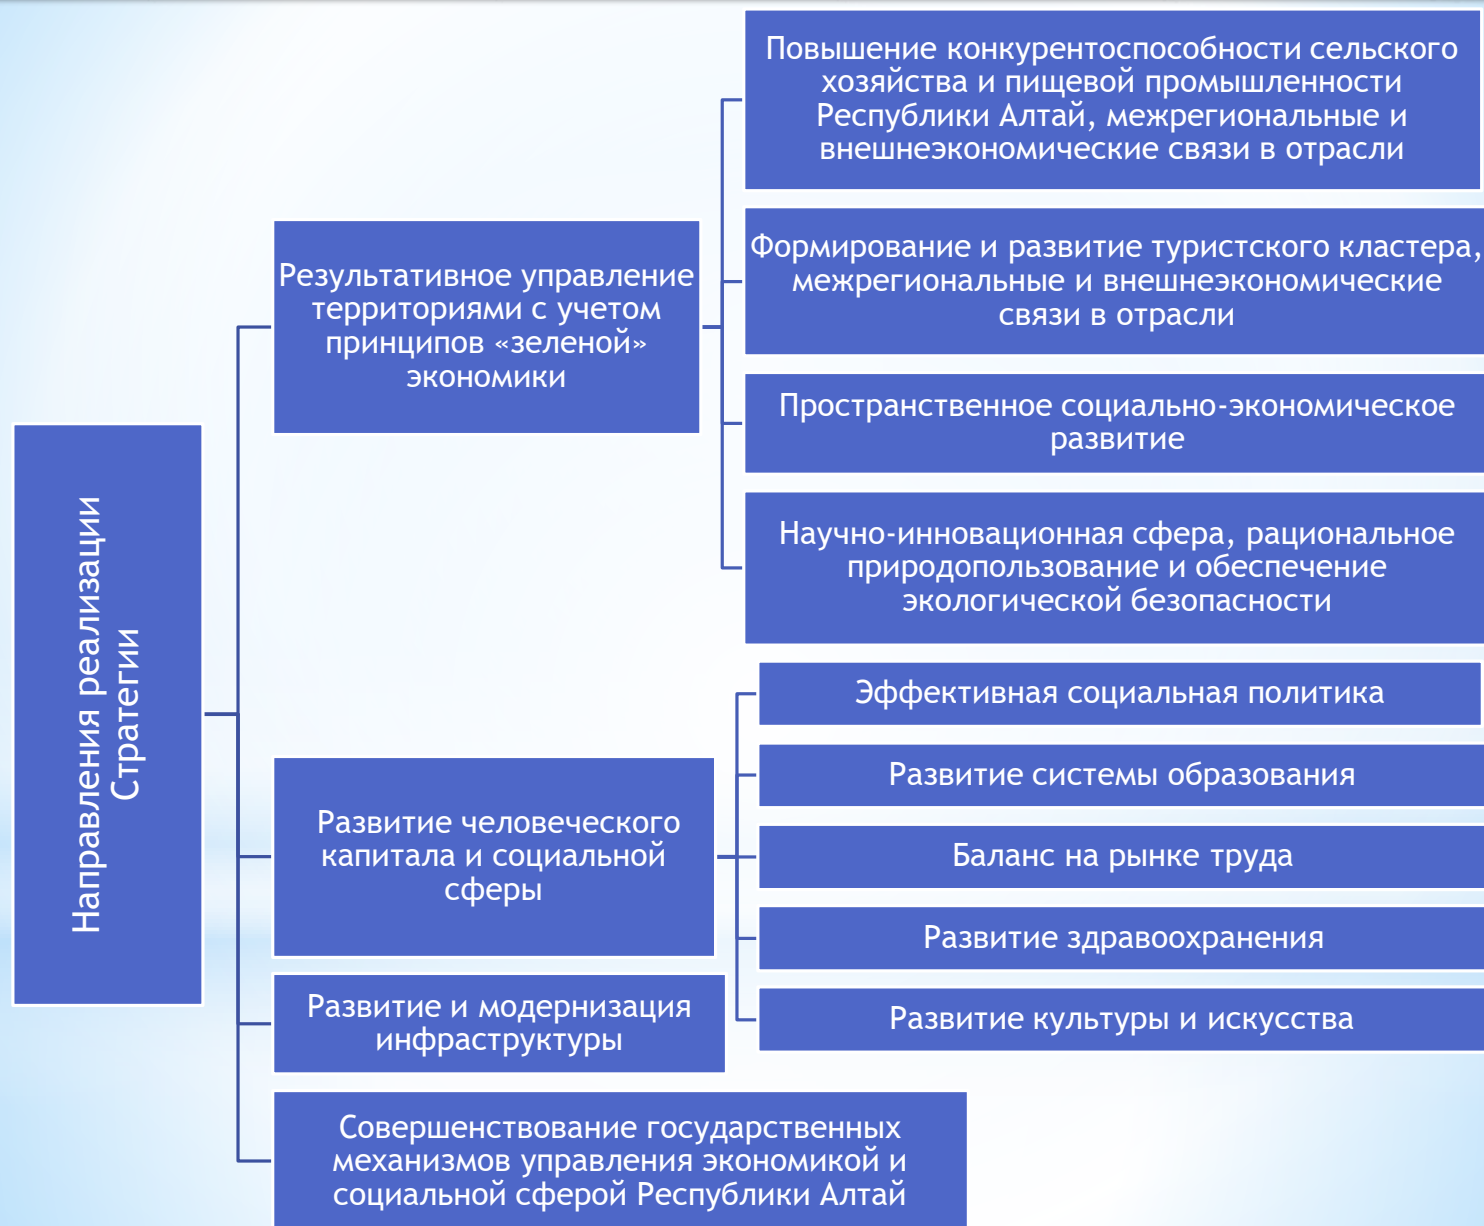 Направления реализации
Стратегии
Результативное управление
территориями с учетом
принципов «зеленой»
экономики
Повышение конкурентоспособности сельского
хозяйства и пищевой промышленности
Республики Алтай, межрегиональные и
внешнеэкономические связи в отрасли
Формирование и развитие туристского кластера,
межрегиональные и внешнеэкономические
связи в отрасли
Пространственное социально-экономическое
развитие
Научно-инновационная сфера, рациональное
природопользование и обеспечение
экологической безопасности
Развитие человеческого
капитала и социальной
сферы
Эффективная социальная политика
Развитие системы образования
Баланс на рынке труда
Развитие здравоохранения
Развитие культуры и искусства
Развитие и модернизация
инфраструктуры
Совершенствование государственных
механизмов управления экономикой и
социальной сферой Республики Алтай